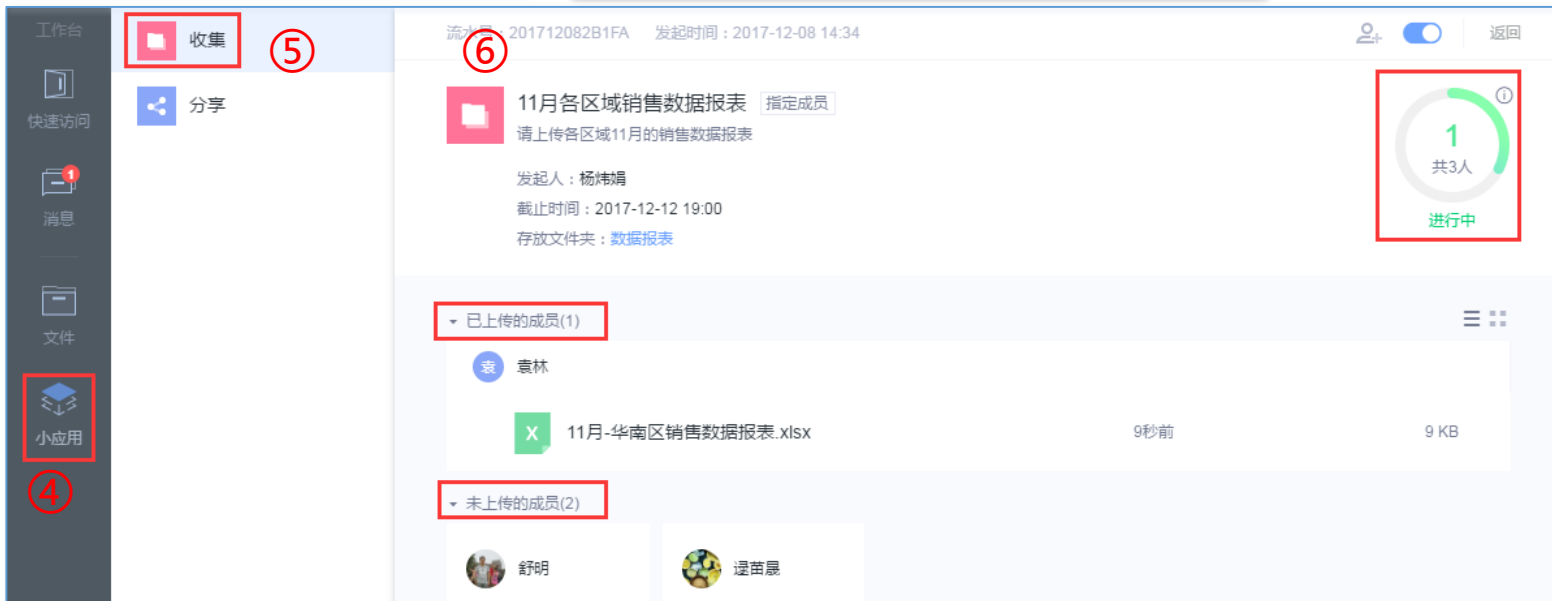 工作台
快速访问
1
消息
文件
小应用
④
收集
⑤
分享
流水号：201712082B1FA 发起时间：2017-12-08 14:34
返回
⑥
11月各区域销售数据报表 指定成员
请上传各区域11月的销售数据报表
发起人：杨炜娟
截止时间：2017-12-12 19:00
存放文件夹：数据报表
1
共3人
进行中
已上传的成员(1)
袁 袁林
X 11月-华南区销售数据报表.xlsx 9秒前 9 KB
未上传的成员(2)
舒明 逯苗晟